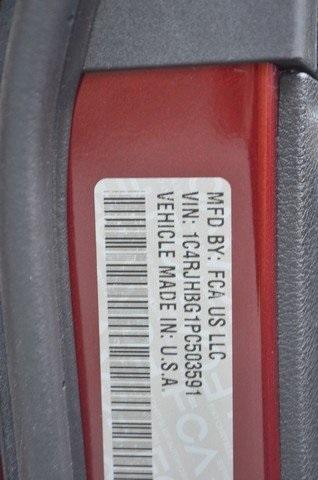 MFD BY: FCA US LLC
VIN: 1C4RJHBG1PC503591
VEHICLE MADE IN: U.S.A.